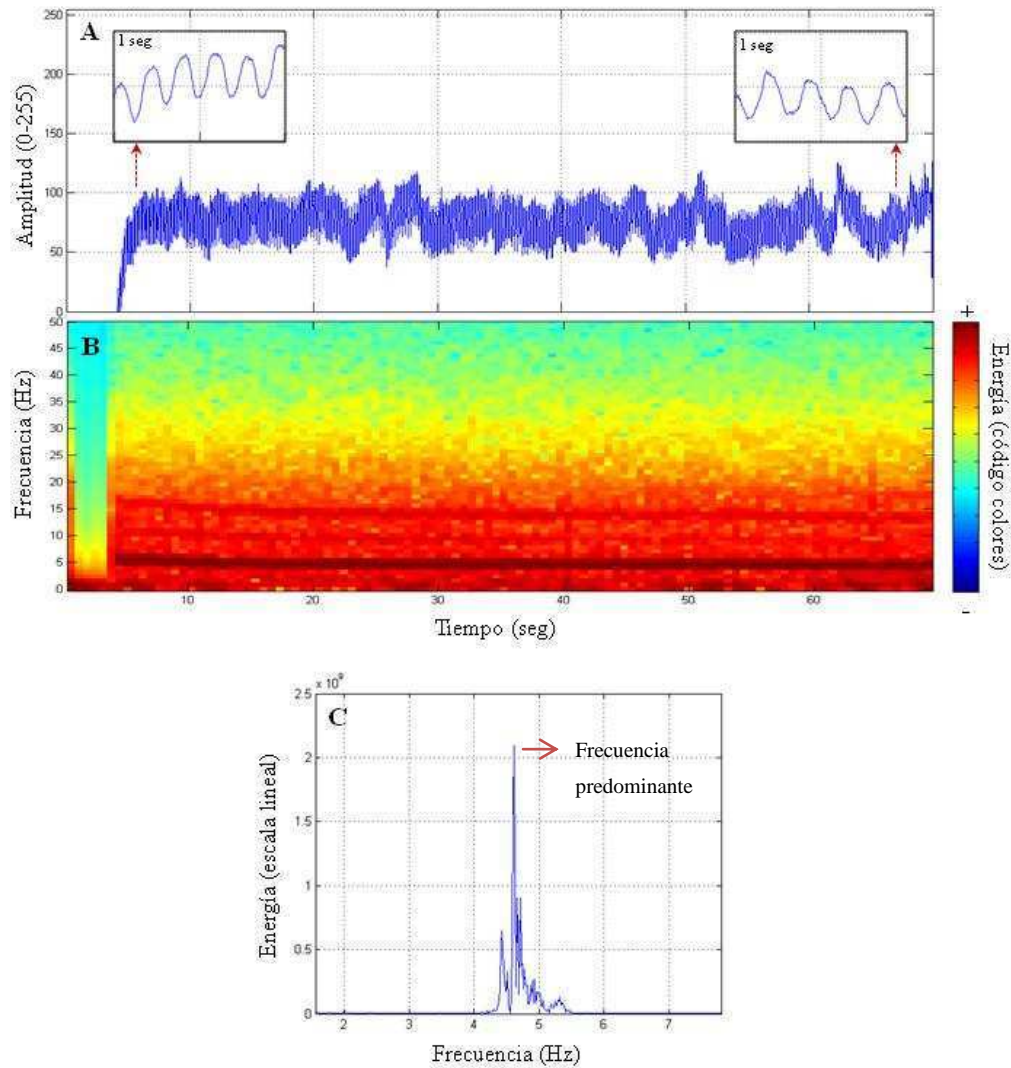 A
1 seg
1 seg
250
200
150
100
50
0
Amplitud (0-255)
B
50
45
40
35
30
25
20
15
10
5
0
Frecuencia (Hz)
10 20 30 40 50 60
Tiempo (seg)
+
-
Energía (código colores)
x 10⁹
C
2.5
2
1.5
1
0.5
0
Energía (escala lineal)
Frecuencia
predominante
2 3 4 5 6 7
Frecuencia (Hz)